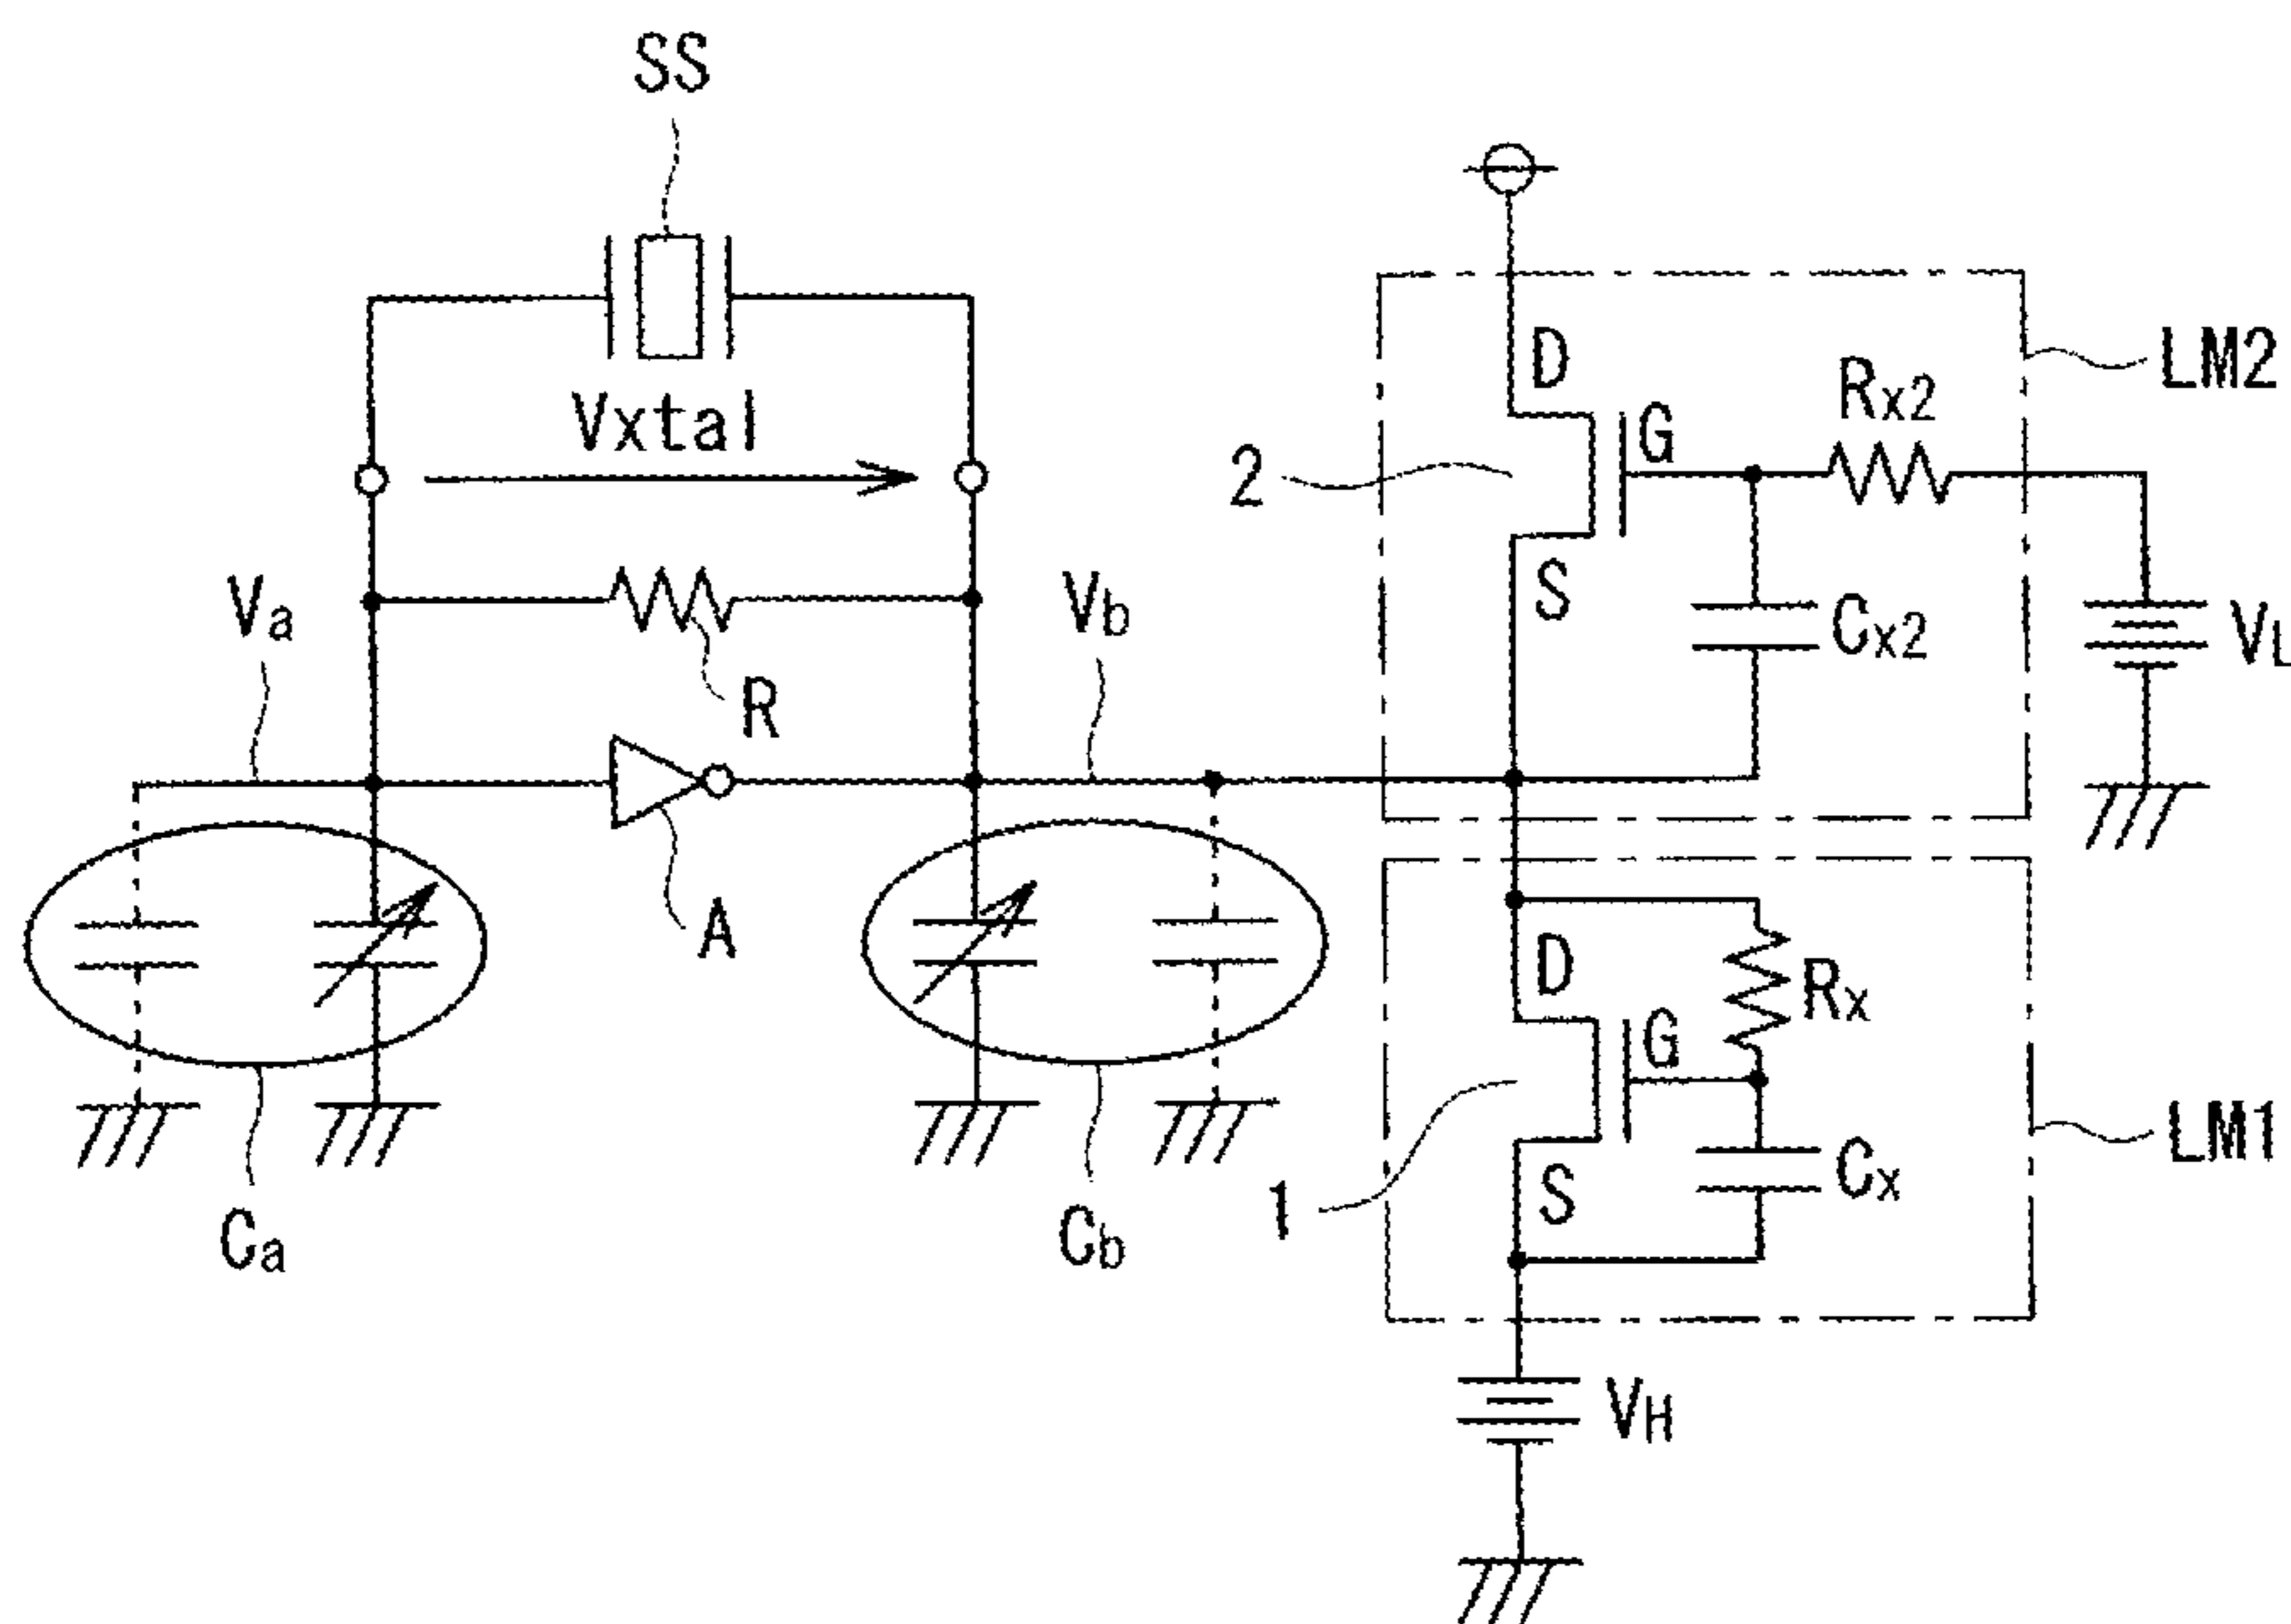 SS
LM2
D
Rx2
Vxtal
G
2
S
Va
Vb
Cx2
VL
R
A
D
Rx
G
LM1
Cx
S
1
Ca
Cb
VH